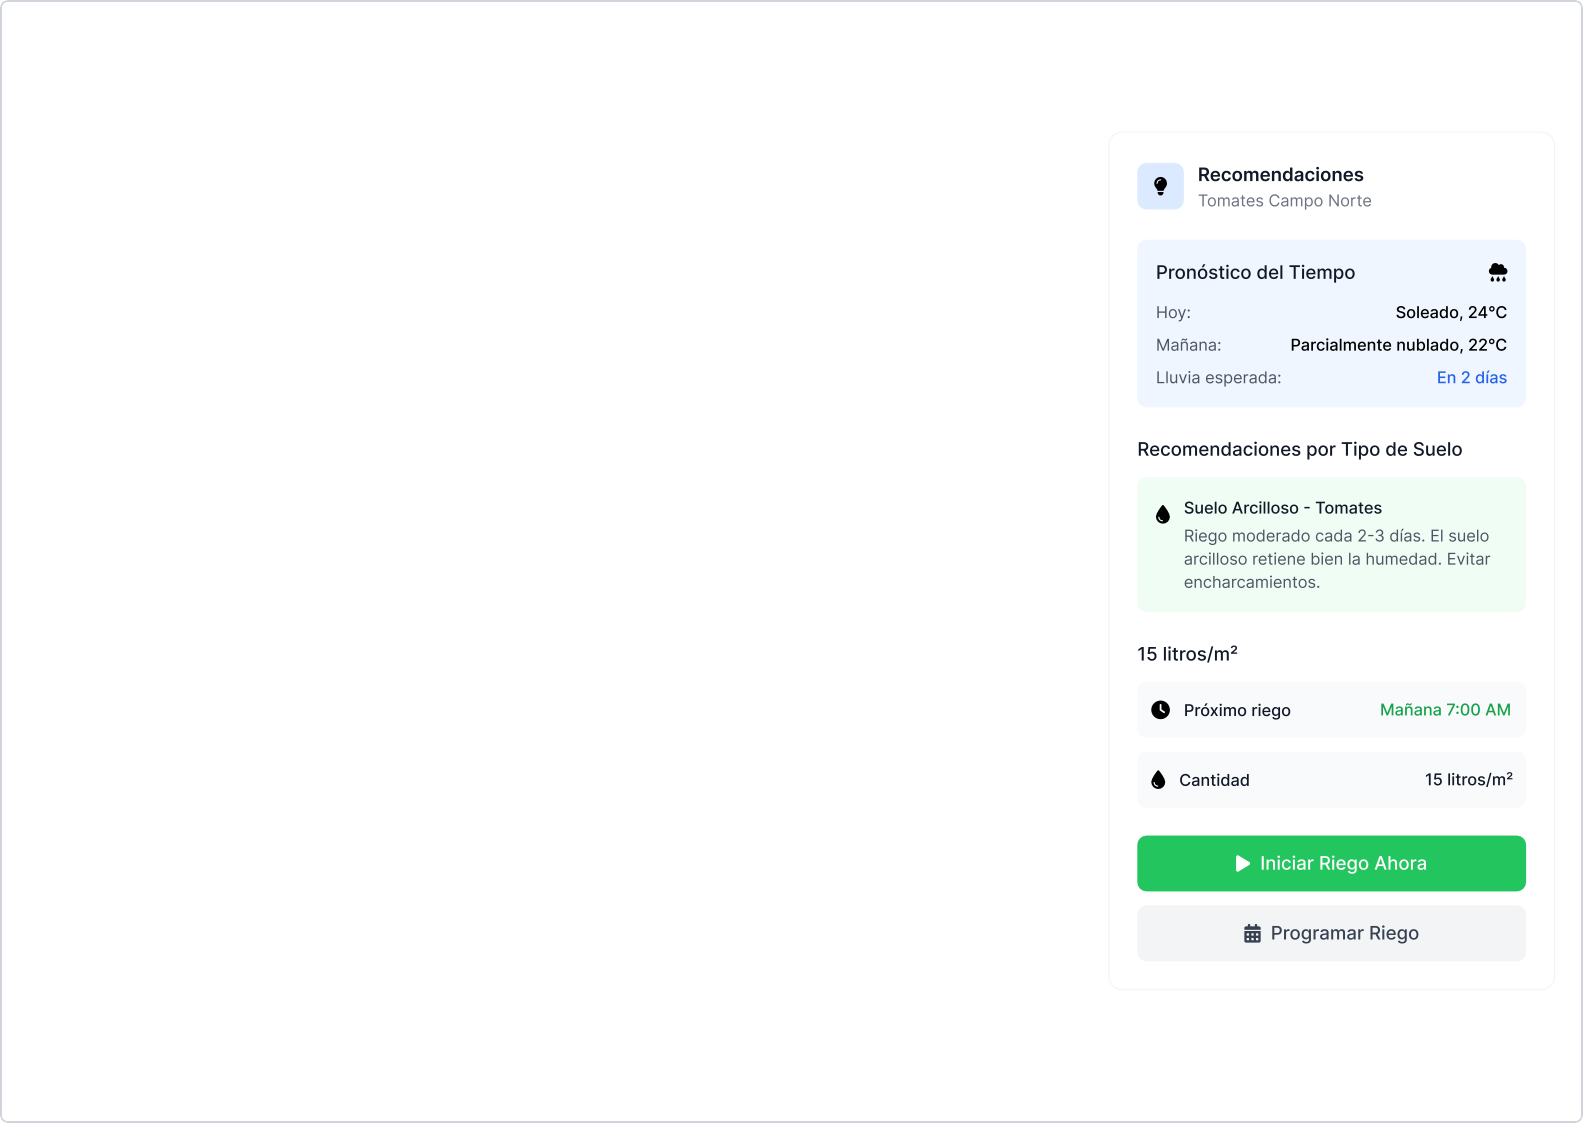 Recomendaciones
Tomates Campo Norte
Pronóstico del Tiempo
Hoy: Soleado, 24°C
Mañana: Parcialmente nublado, 22°C
Lluvia esperada: En 2 días
Recomendaciones por Tipo de Suelo
Suelo Arcilloso - Tomates
Riego moderado cada 2-3 días. El suelo
arcilloso retiene bien la humedad. Evitar
encharcamientos.
15 litros/m²
Próximo riego Mañana 7:00 AM
Cantidad 15 litros/m²
Iniciar Riego Ahora
Programar Riego